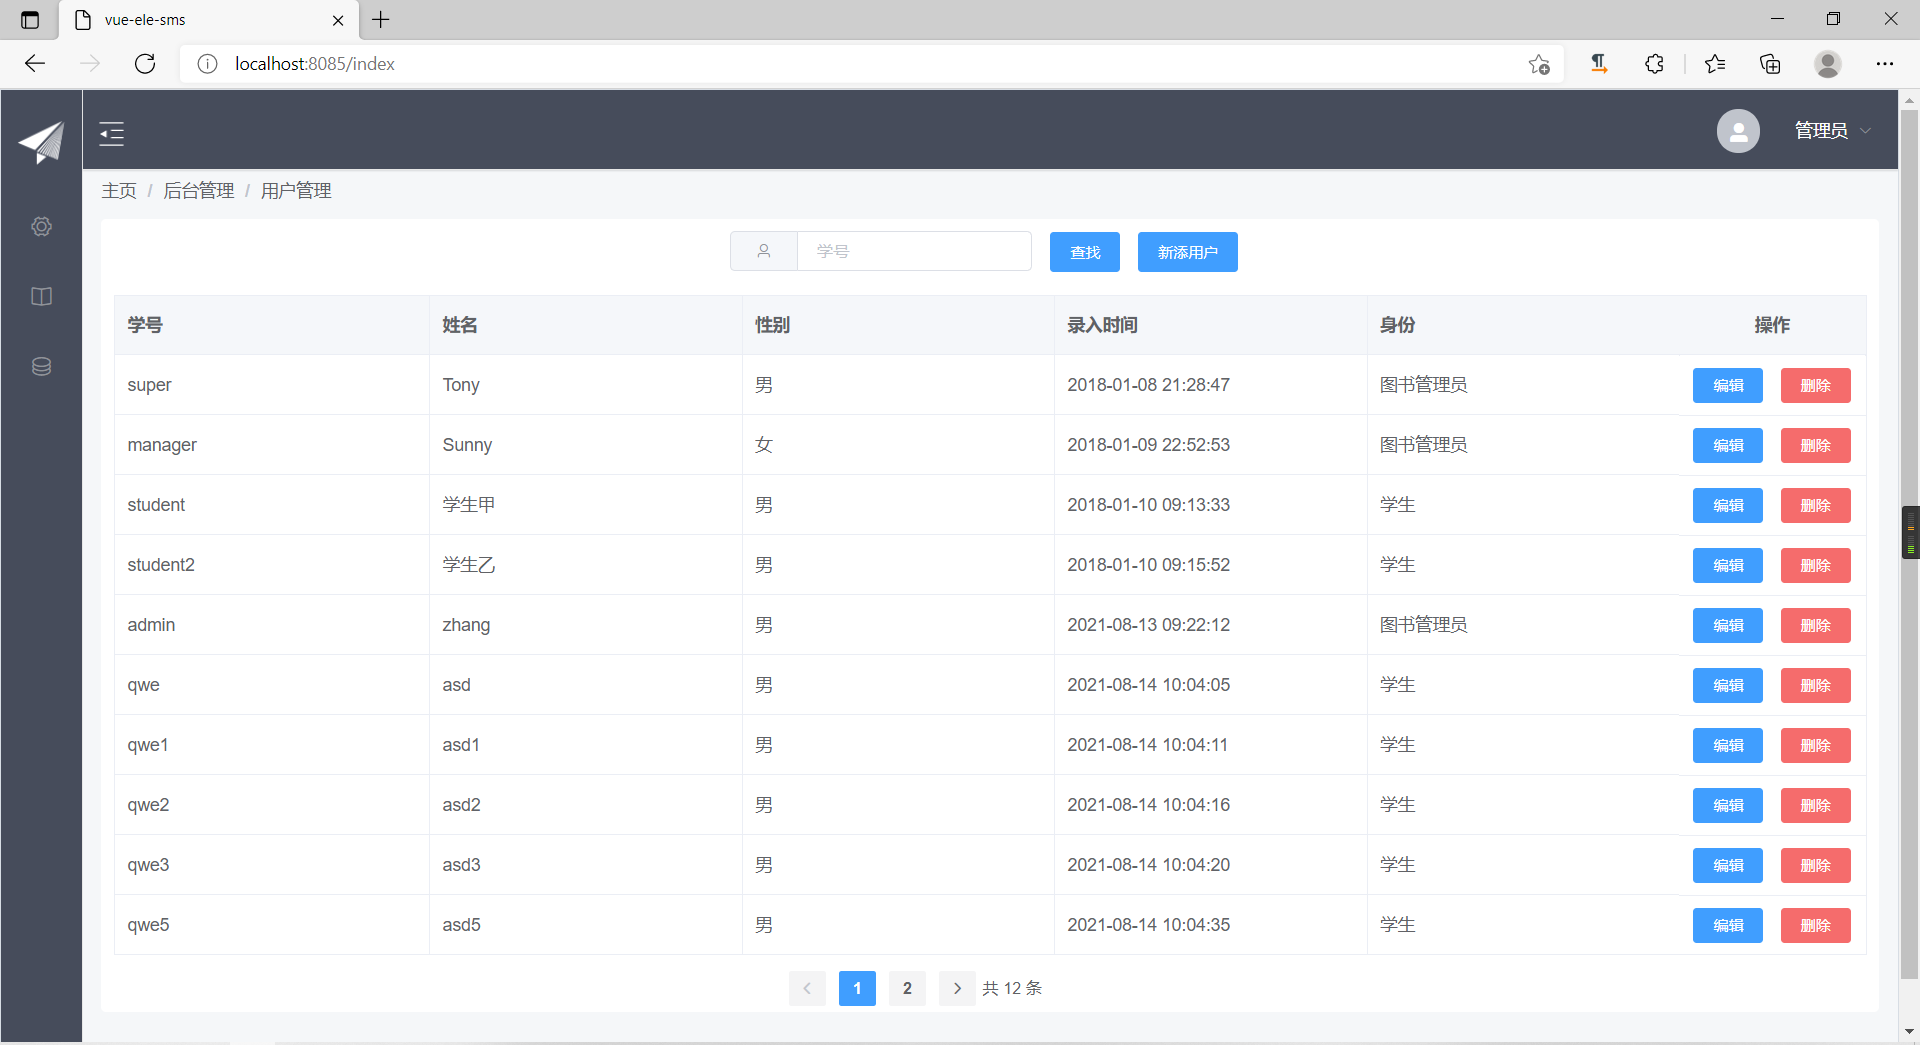 vue-ele-sms
localhost:8085/index
管理员
主页 / 后台管理 / 用户管理
学号 查找 新添用户
学号 姓名 性别 录入时间 身份 操作
super Tony 男 2018-01-08 21:28:47 图书管理员 编辑 删除
manager Sunny 女 2018-01-09 22:52:53 图书管理员 编辑 删除
student 学生甲 男 2018-01-10 09:13:33 学生 编辑 删除
student2 学生乙 男 2018-01-10 09:15:52 学生 编辑 删除
admin zhang 男 2021-08-13 09:22:12 图书管理员 编辑 删除
qwe asd 男 2021-08-14 10:04:05 学生 编辑 删除
qwe1 asd1 男 2021-08-14 10:04:11 学生 编辑 删除
qwe2 asd2 男 2021-08-14 10:04:16 学生 编辑 删除
qwe3 asd3 男 2021-08-14 10:04:20 学生 编辑 删除
qwe5 asd5 男 2021-08-14 10:04:35 学生 编辑 删除
1 2 共 12 条